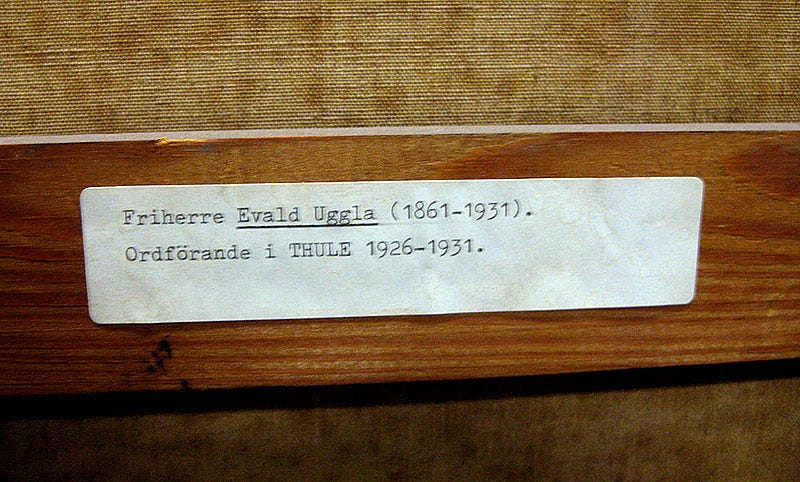 Friherre Evald Uggla (1861-1931).
Ordförande i THULE 1926-1931.